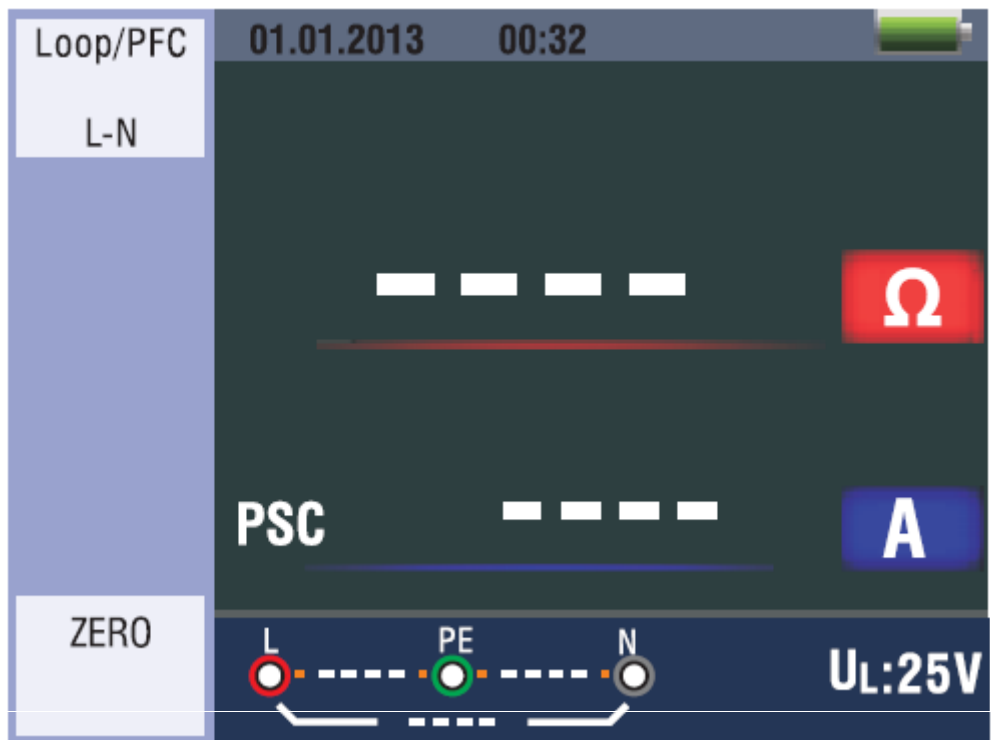 Loop/PFC
L-N
01.01.2013 00:32
---- Ω
PSC ---- A
ZERO
L PE N
---- ----
----
UL:25V